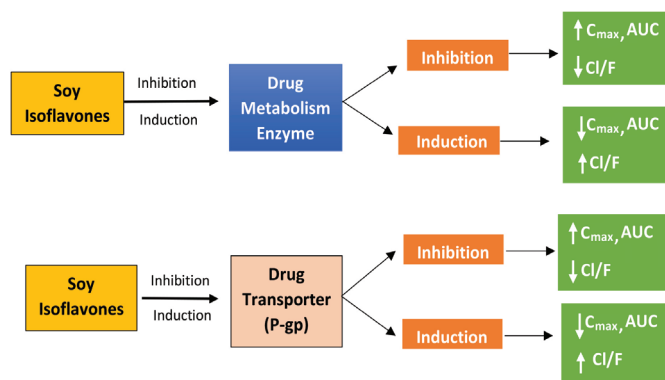 Soy
Isoflavones
Inhibition
Induction
Drug
Metabolism
Enzyme
Inhibition
↑ Cmax, AUC
↓ Cl/F
Induction
↓ Cmax, AUC
↑ Cl/F
Soy
Isoflavones
Inhibition
Induction
Drug
Transporter
(P-gp)
Inhibition
↑ Cmax, AUC
↓ Cl/F
Induction
↓ Cmax, AUC
↑ Cl/F